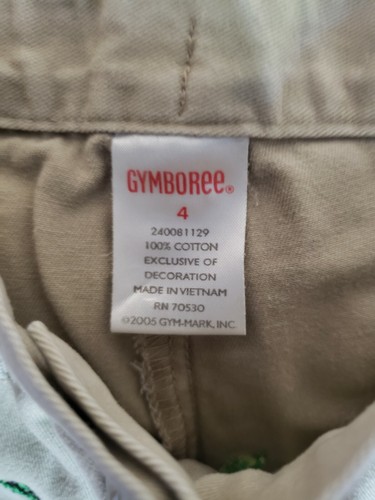 GYMBOREE®
4
240081129
100% COTTON
EXCLUSIVE OF
DECORATION
MADE IN VIETNAM
RN 70530
©2005 GYM-MARK, INC.